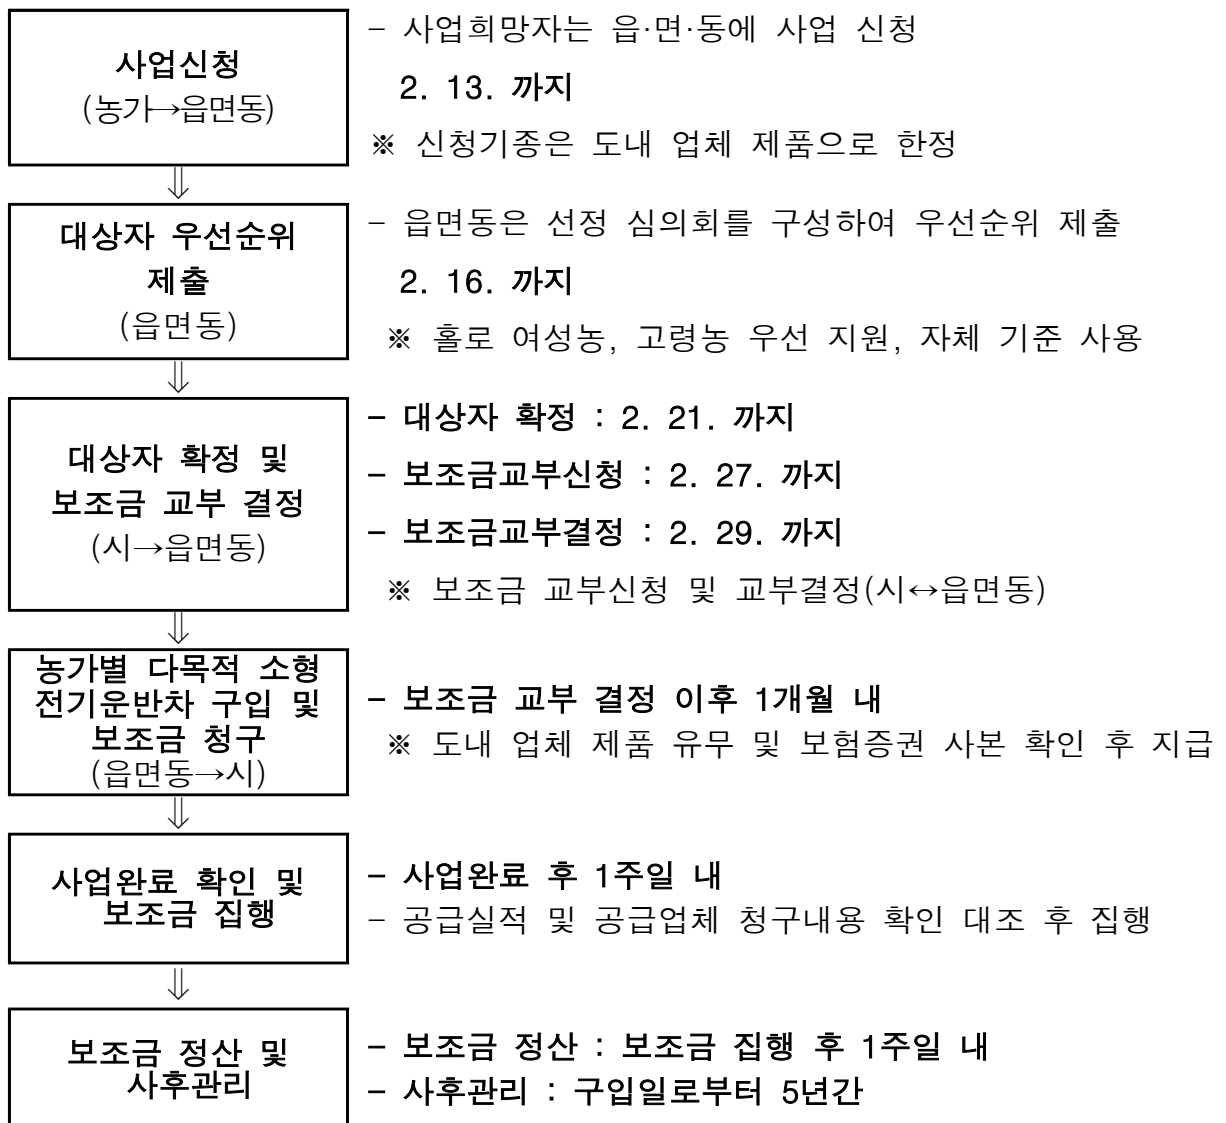 사업신청
(농가→읍면동)
- 사업희망자는 읍·면·동에 사업 신청
2. 13. 까지
※ 신청기종은 도내 업체 제품으로 한정
⇓
대상자 우선순위
제출
(읍면동)
- 읍면동은 선정 심의회를 구성하여 우선순위 제출
2. 16. 까지
※ 홀로 여성농, 고령농 우선 지원, 자체 기준 사용
⇓
대상자 확정 및
보조금 교부 결정
(시→읍면동)
- 대상자 확정 : 2. 21. 까지
- 보조금교부신청 : 2. 27. 까지
- 보조금교부결정 : 2. 29. 까지
※ 보조금 교부신청 및 교부결정(시↔읍면동)
⇓
농가별 다목적 소형
전기운반차 구입 및
보조금 청구
(읍면동→시)
- 보조금 교부 결정 이후 1개월 내
※ 도내 업체 제품 유무 및 보험증권 사본 확인 후 지급
⇓
사업완료 확인 및
보조금 집행
- 사업완료 후 1주일 내
- 공급실적 및 공급업체 청구내용 확인 대조 후 집행
⇓
보조금 정산 및
사후관리
- 보조금 정산 : 보조금 집행 후 1주일 내
- 사후관리 : 구입일로부터 5년간